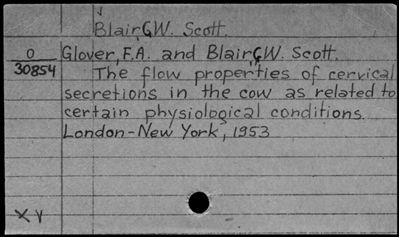 Blair, G.W. Scott.
O Glover, F.A. and Blair, G.W. Scott.
30854 The flow properties of cervical
secretions in the cow as related to
certain physiological conditions.
London-New York, 1953
X V